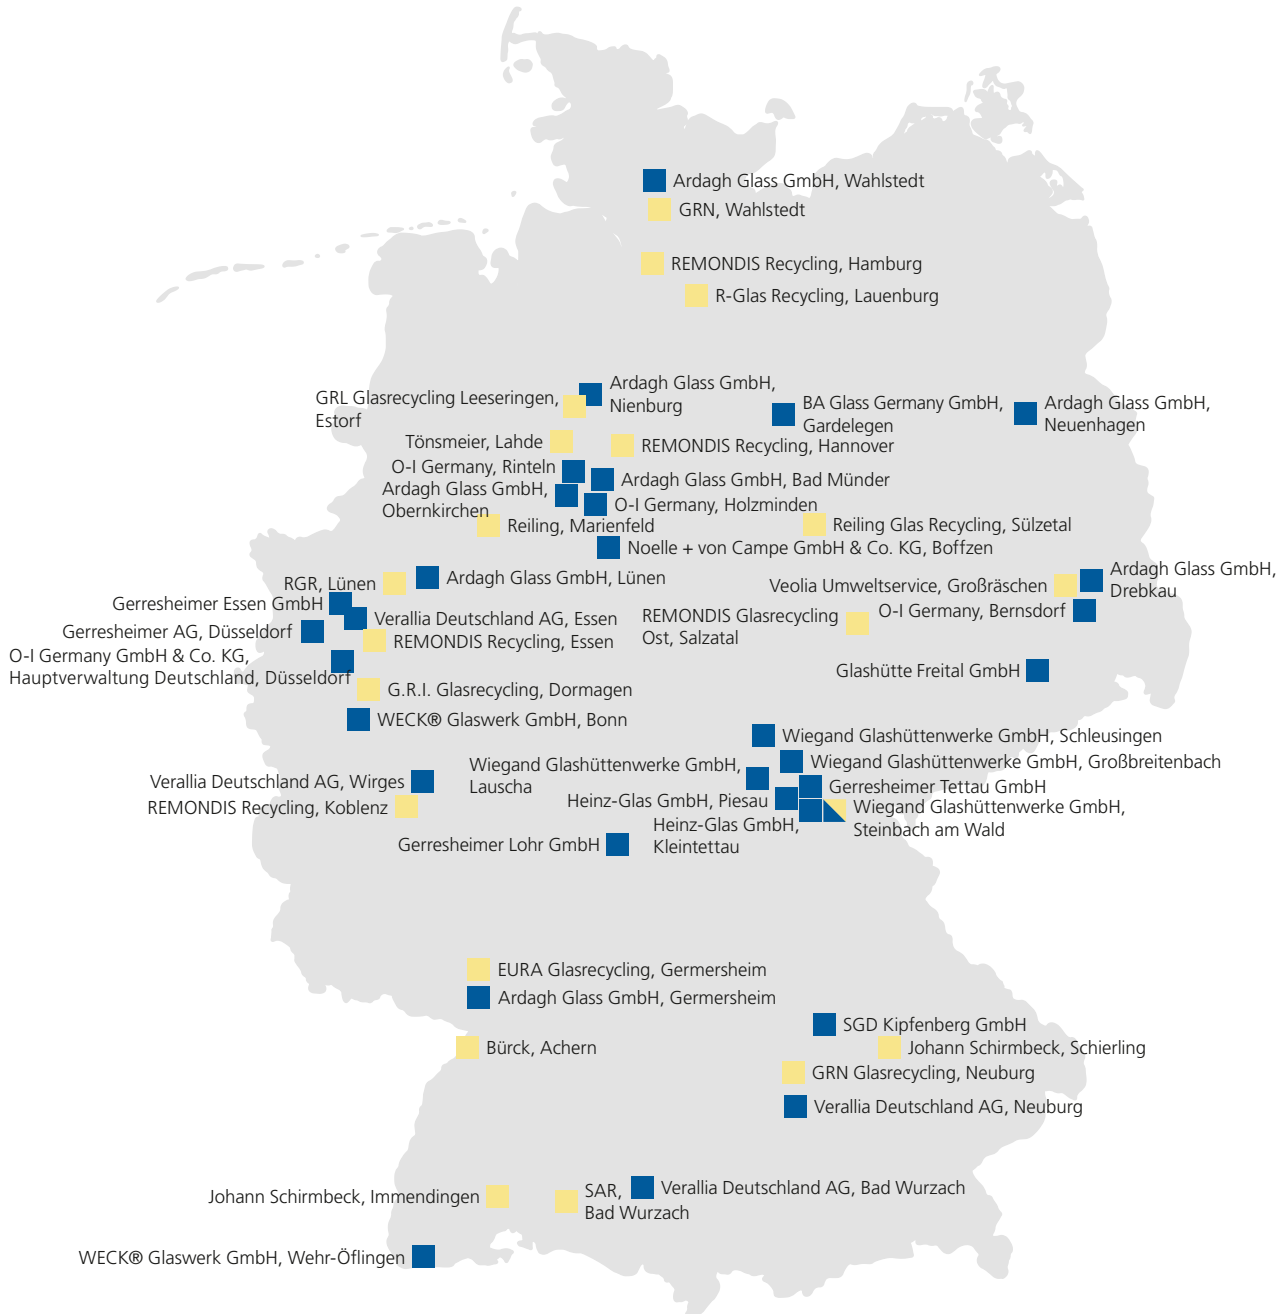 Ardagh Glass GmbH, Wahlstedt
GRN, Wahlstedt
REMONDIS Recycling, Hamburg
R-Glas Recycling, Lauenburg
GRL Glasrecycling Leeseringen,
Estorf
Ardagh Glass GmbH,
Nienburg
BA Glass Germany GmbH,
Gardelegen
Ardagh Glass GmbH,
Neuenhagen
Tönsmeier, Lahde
REMONDIS Recycling, Hannover
O-I Germany, Rinteln
Ardagh Glass GmbH, Bad Münder
Ardagh Glass GmbH,
Obernkirchen
O-I Germany, Holzminden
Reiling, Marienfeld
Reiling Glas Recycling, Sülzetal
Noelle + von Campe GmbH & Co. KG, Boffzen
RGR, Lünen
Ardagh Glass GmbH, Lünen
Veolia Umweltservice, Großräschen
Ardagh Glass GmbH,
Drebkau
Gerresheimer Essen GmbH
Verallia Deutschland AG, Essen
REMONDIS Glasrecycling
Ost, Salzatal
O-I Germany, Bernsdorf
Gerresheimer AG, Düsseldorf
REMONDIS Recycling, Essen
O-I Germany GmbH & Co. KG,
Hauptverwaltung Deutschland, Düsseldorf
Glashütte Freital GmbH
G.R.I. Glasrecycling, Dormagen
WECK® Glaswerk GmbH, Bonn
Wiegand Glashüttenwerke GmbH, Schleusingen
Wiegand Glashüttenwerke GmbH,
Lauscha
Wiegand Glashüttenwerke GmbH, Großbreitenbach
Verallia Deutschland AG, Wirges
Gerresheimer Tettau GmbH
REMONDIS Recycling, Koblenz
Heinz-Glas GmbH, Piesau
Wiegand Glashüttenwerke GmbH,
Steinbach am Wald
Heinz-Glas GmbH,
Kleintettau
Gerresheimer Lohr GmbH
EURA Glasrecycling, Germersheim
Ardagh Glass GmbH, Germersheim
SGD Kipfenberg GmbH
Bürck, Achern
Johann Schirmbeck, Schierling
GRN Glasrecycling, Neuburg
Verallia Deutschland AG, Neuburg
Johann Schirmbeck, Immendingen
SAR,
Bad Wurzach
Verallia Deutschland AG, Bad Wurzach
WECK® Glaswerk GmbH, Wehr-Öflingen